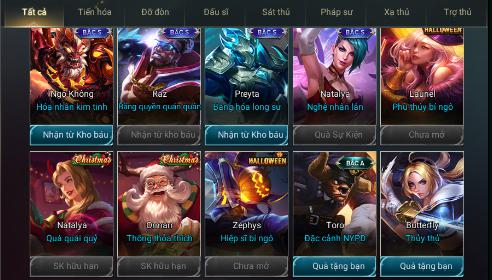 Tất cả
Tiến hóa
Đỡ đòn
Đấu sĩ
Sát thủ
Pháp sư
Xạ thủ
Trợ thủ
BẬC S
BẬC S
BẬC S
BẬC S
HALLOWEEN
Ngộ Không
Raz
Preyta
Natalya
Lauriel
Hỏa nhãn kim tinh
Băng quyền quán quân
Băng hỏa long sư
Nghệ nhân lân
Phù thủy bí ngô
Nhận từ Kho báu
Nhận từ Kho báu
Nhận từ Kho báu
Quà Sự Kiện
Chưa mở
Christmas
Christmas
HALLOWEEN
BẬC A
Natalya
Ormarr
Zephys
Toro
Butterfly
Quà quai quỷ
Thông thỏa thích
Hiệp sĩ bí ngô
Đặc cảnh NYPD
Thủy thủ
SK hữu hạn
SK hữu hạn
Chưa mở
Quà tặng bạn
Quà tặng bạn